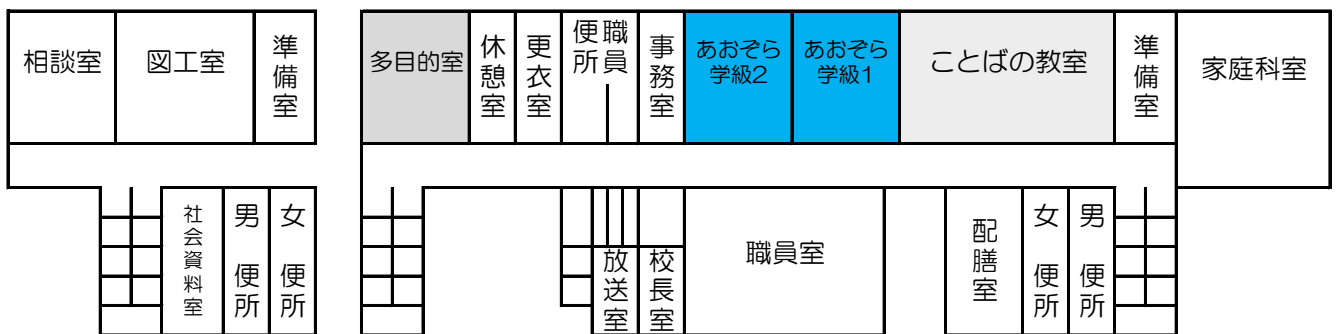 相談室
図工室
準備室
多目的室
休憩室
更衣室
職員
便所
事務室
あおぞら
学級2
あおぞら
学級1
ことばの教室
準備室
家庭科室
社会資料室
男便所
女便所
放送室
校長室
職員室
配膳室
女便所
男便所